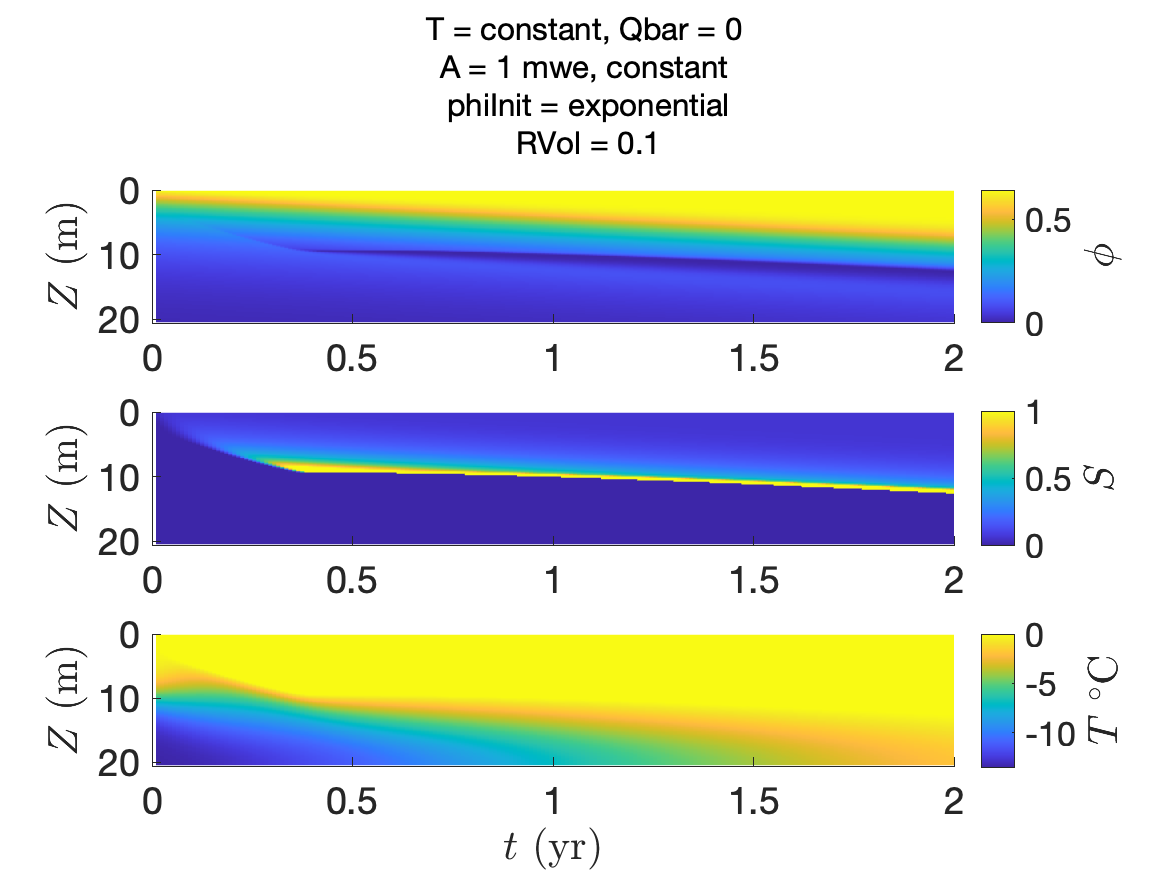 T = constant, Qbar = 0
A = 1 mwe, constant
phiInit = exponential
RVol = 0.1
Z (m)
0
10
20
0 0.5 1 1.5 2
0.5
0
ϕ
Z (m)
0
10
20
0 0.5 1 1.5 2
1
0.5
0
S
Z (m)
0
10
20
0 0.5 1 1.5 2
0
-5
-10
T °C
t (yr)